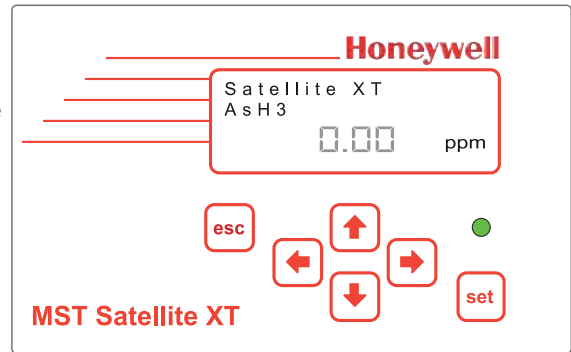 Honeywell
Satellite XT
AsH3
0.00 ppm
esc
set
MST Satellite XT